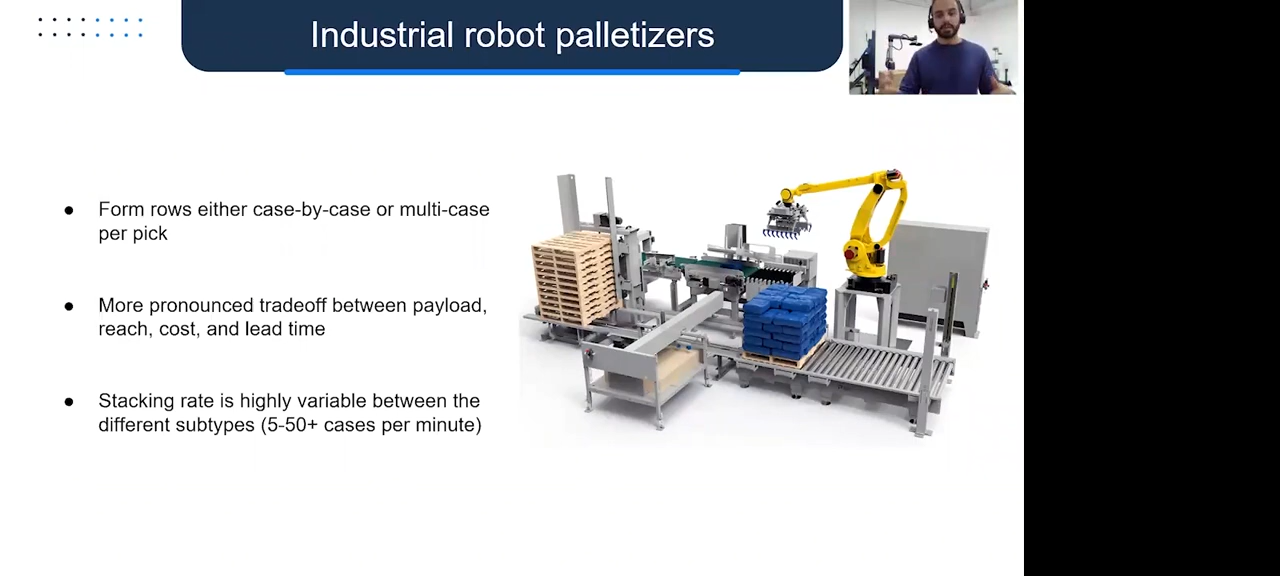 Industrial robot palletizers
● Form rows either case-by-case or multi-case
per pick
● More pronounced tradeoff between payload,
reach, cost, and lead time
● Stacking rate is highly variable between the
different subtypes (5-50+ cases per minute)